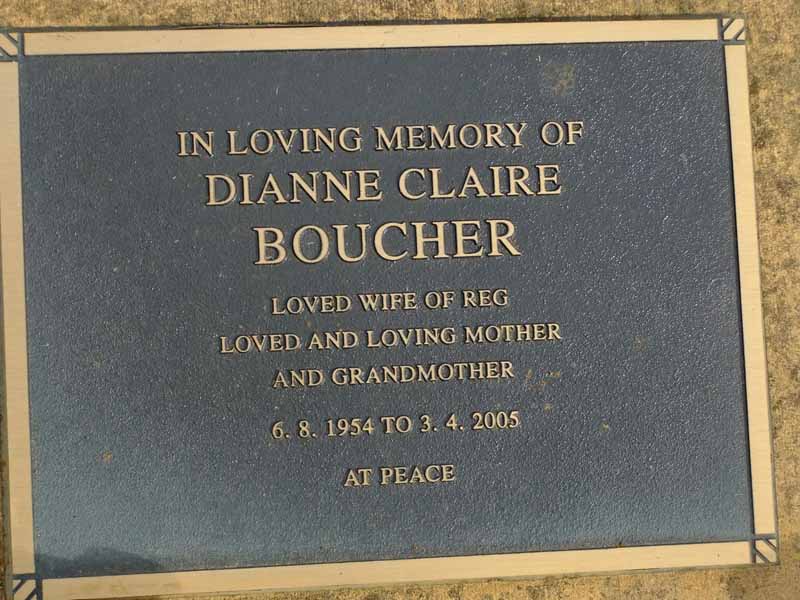 IN LOVING MEMORY OF
DIANNE CLAIRE
BOUCHER
LOVED WIFE OF REG
LOVED AND LOVING MOTHER
AND GRANDMOTHER
6. 8. 1954 TO 3. 4. 2005
AT PEACE